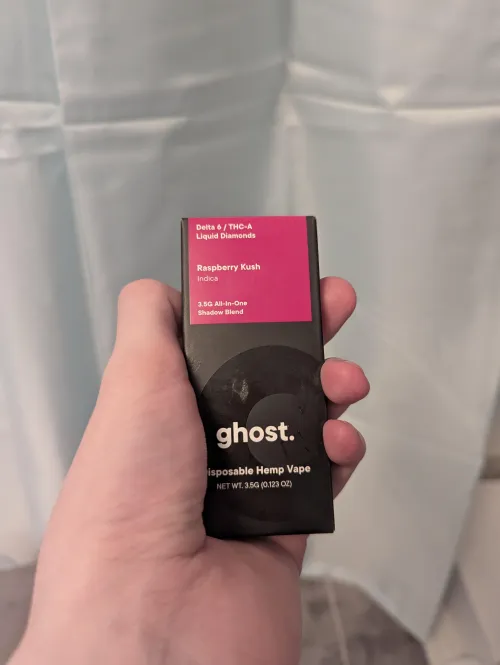 Delta 6 / THC-A
Liquid Diamonds
Raspberry Kush
Indica
3.5G All-In-One
Shadow Blend
ghost.
isposable Hemp Vape
NET WT. 3.5G (0.123 OZ)